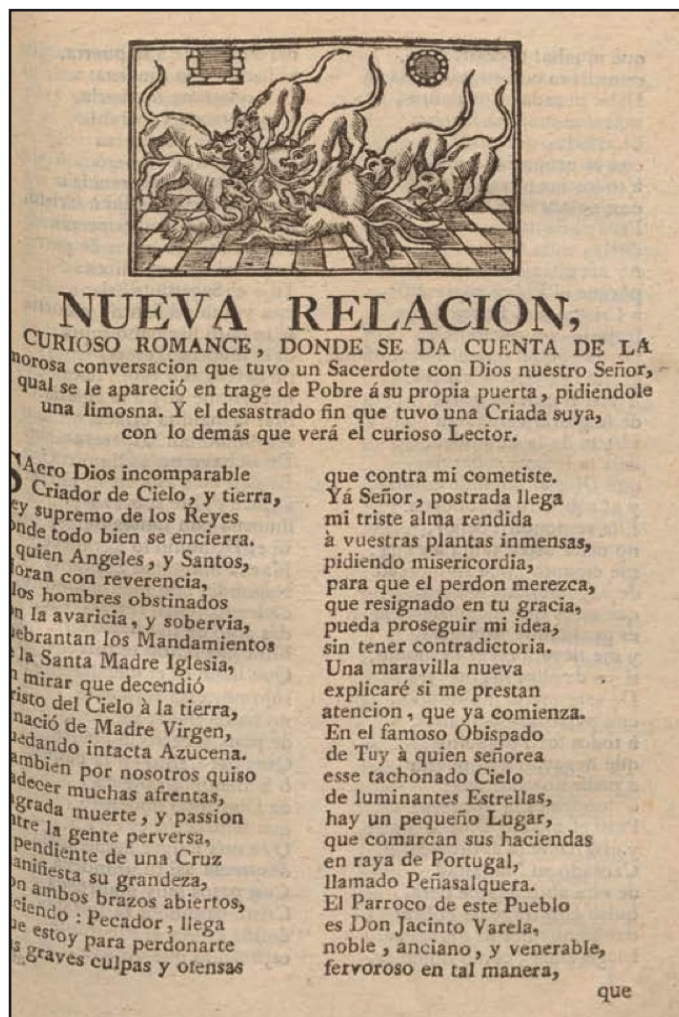 NUEVA RELACION,
CURIOSO ROMANCE, DONDE SE DA CUENTA DE LA
morosa conversacion que tuvo un Sacerdote con Dios nuestro Señor,
qual se le apareció en trage de Pobre á su propia puerta, pidiendole
una limosna. Y el desastrado fin que tuvo una Criada suya,
con lo demás que verá el curioso Lector.
SAcro Dios incomparable
Criador de Cielo, y tierra,
ey supremo de los Reyes
onde todo bien se encierra.
quien Angeles, y Santos,
oran con reverencia,
los hombres obstinados
on la avaricia, y sobervia,
uebrantan los Mandamientos
e la Santa Madre Iglesia,
n mirar que decendió
risto del Cielo à la tierra,
nació de Madre Virgen,
uedando intacta Azucena.
ambien por nosotros quiso
adecer muchas afrentas,
agrada muerte, y passion
ntre la gente perversa,
pendiente de una Cruz
anifiesta su grandeza,
on ambos brazos abiertos,
ciendo : Pecador, llega
ue estoy para perdonarte
s graves culpas y ofensas
que contra mi cometiste.
Yá Señor, postrada llega
mi triste alma rendida
à vuestras plantas inmensas,
pidiendo misericordia,
para que el perdon merezca,
que resignado en tu gracia,
pueda proseguir mi idea,
sin tener contradictoria.
Una maravilla nueva
explicaré si me prestan
atencion, que ya comienza.
En el famoso Obispado
de Tuy à quien señorea
esse tachonado Cielo
de luminantes Estrellas,
hay un pequeño Lugar,
que comarcan sus haciendas
en raya de Portugal,
llamado Peñasalquera.
El Parroco de este Pueblo
es Don Jacinto Varela,
noble, anciano, y venerable,
fervoroso en tal manera,
que